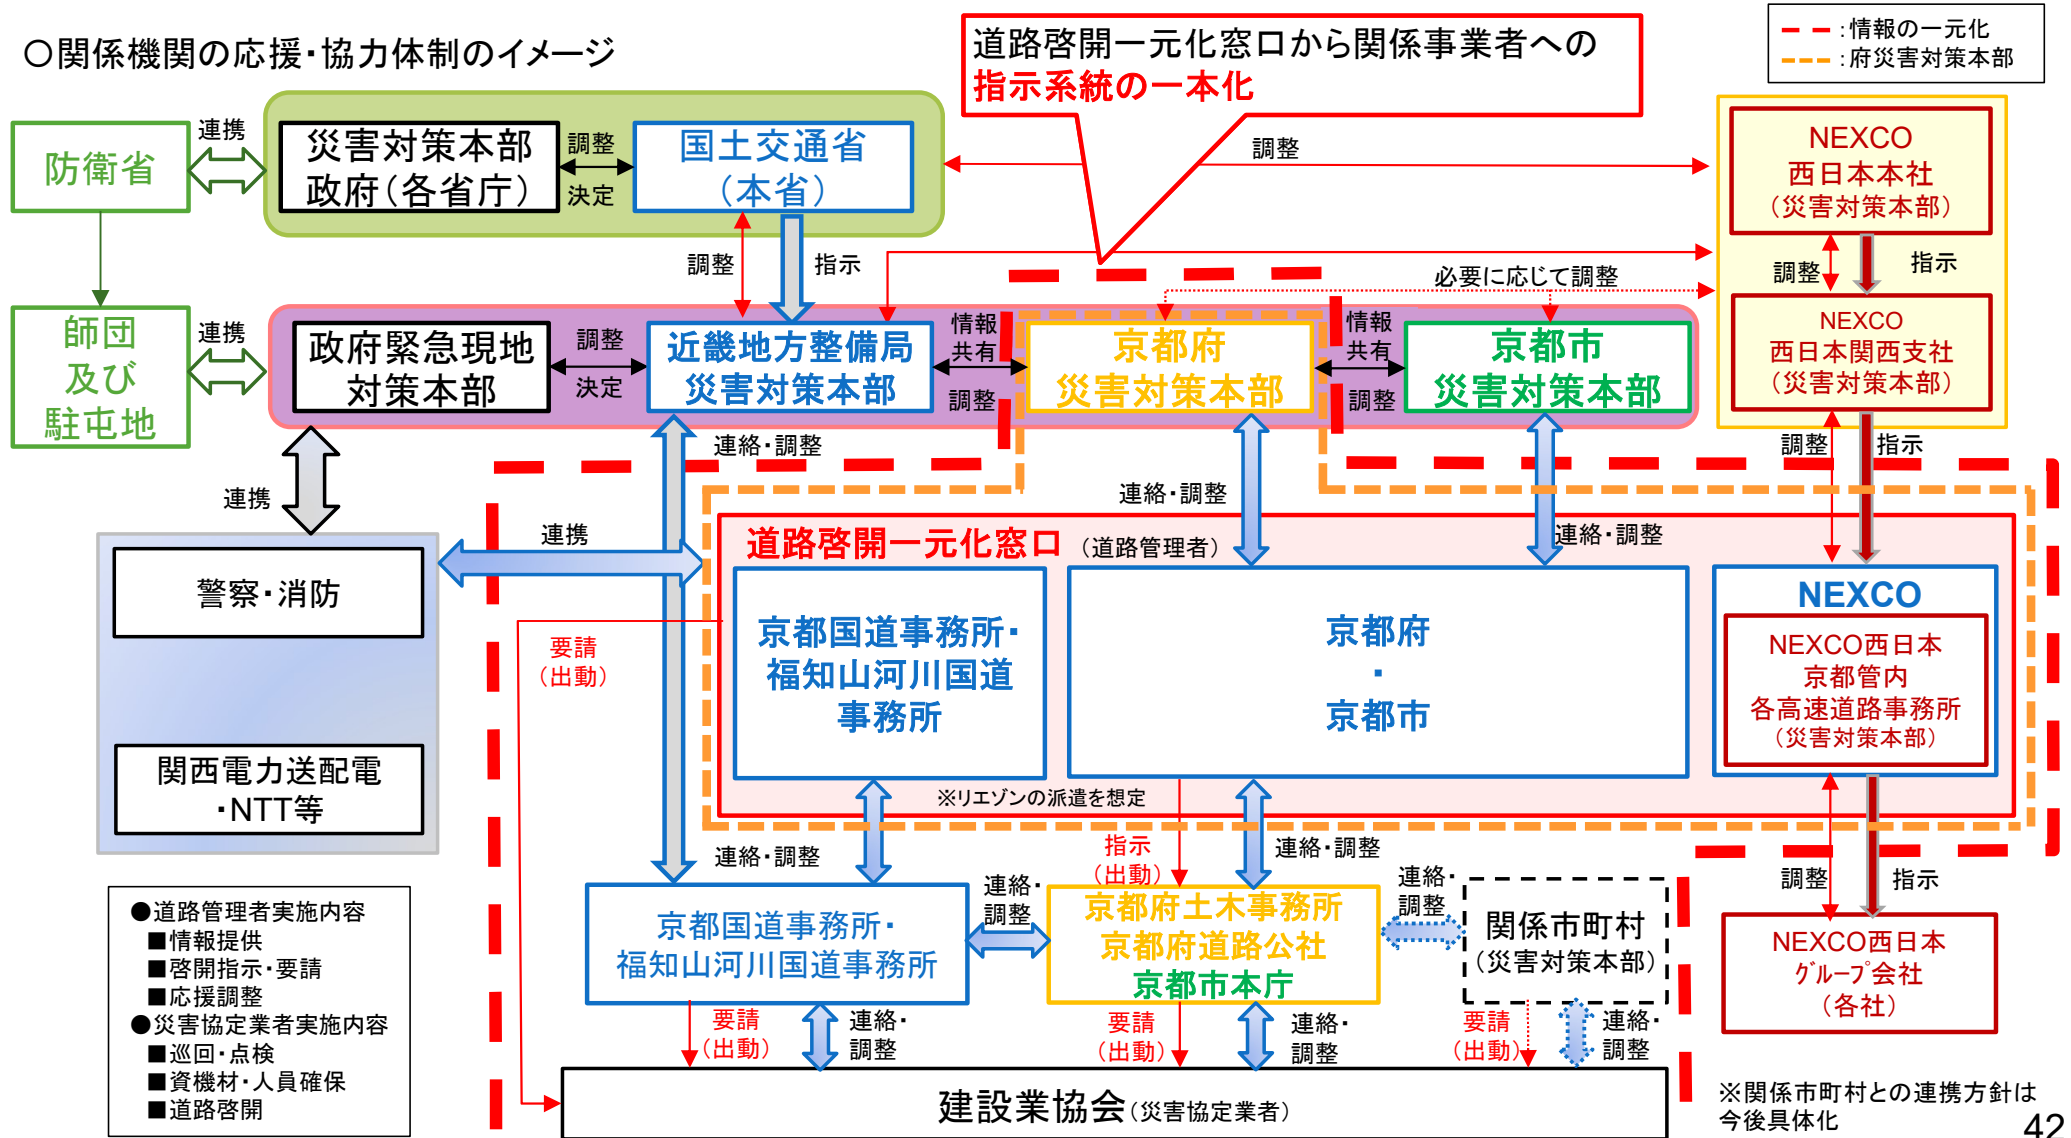 〇関係機関の応援・協力体制のイメージ
道路啓開一元化窓口から関係事業者への
指示系統の一本化
:情報の一元化
:府災害対策本部
防衛省
連携
災害対策本部
政府(各省庁)
調整
決定
国土交通省
(本省)
調整
NEXCO
西日本本社
(災害対策本部)
調整
指示
調整
指示
必要に応じて調整
師団
及び
駐屯地
連携
政府緊急現地
対策本部
調整
決定
近畿地方整備局
災害対策本部
情報
共有
調整
京都府
災害対策本部
情報
共有
調整
京都市
災害対策本部
NEXCO
西日本関西支社
(災害対策本部)
連携
連絡・調整
連絡・調整
連絡・調整
調整
指示
連携
警察・消防
関西電力送配電
・NTT等
道路啓開一元化窓口
(道路管理者)
京都国道事務所・
福知山河川国道
事務所
京都府
・
京都市
NEXCO
NEXCO西日本
京都管内
各高速道路事務所
(災害対策本部)
要請
(出動)
※リエゾンの派遣を想定
連絡・調整
指示
(出動)
連絡・調整
調整
指示
京都国道事務所・
福知山河川国道事務所
連絡・
調整
京都府土木事務所
京都府道路公社
京都市本庁
連絡・
調整
関係市町村
(災害対策本部)
NEXCO西日本
グループ会社
(各社)
●道路管理者実施内容
■情報提供
■啓開指示・要請
■応援調整
●災害協定業者実施内容
■巡回・点検
■資機材・人員確保
■道路啓開
要請
(出動)
連絡・
調整
要請
(出動)
連絡・
調整
要請
(出動)
連絡・
調整
建設業協会(災害協定業者)
※関係市町村との連携方針は
今後具体化
42